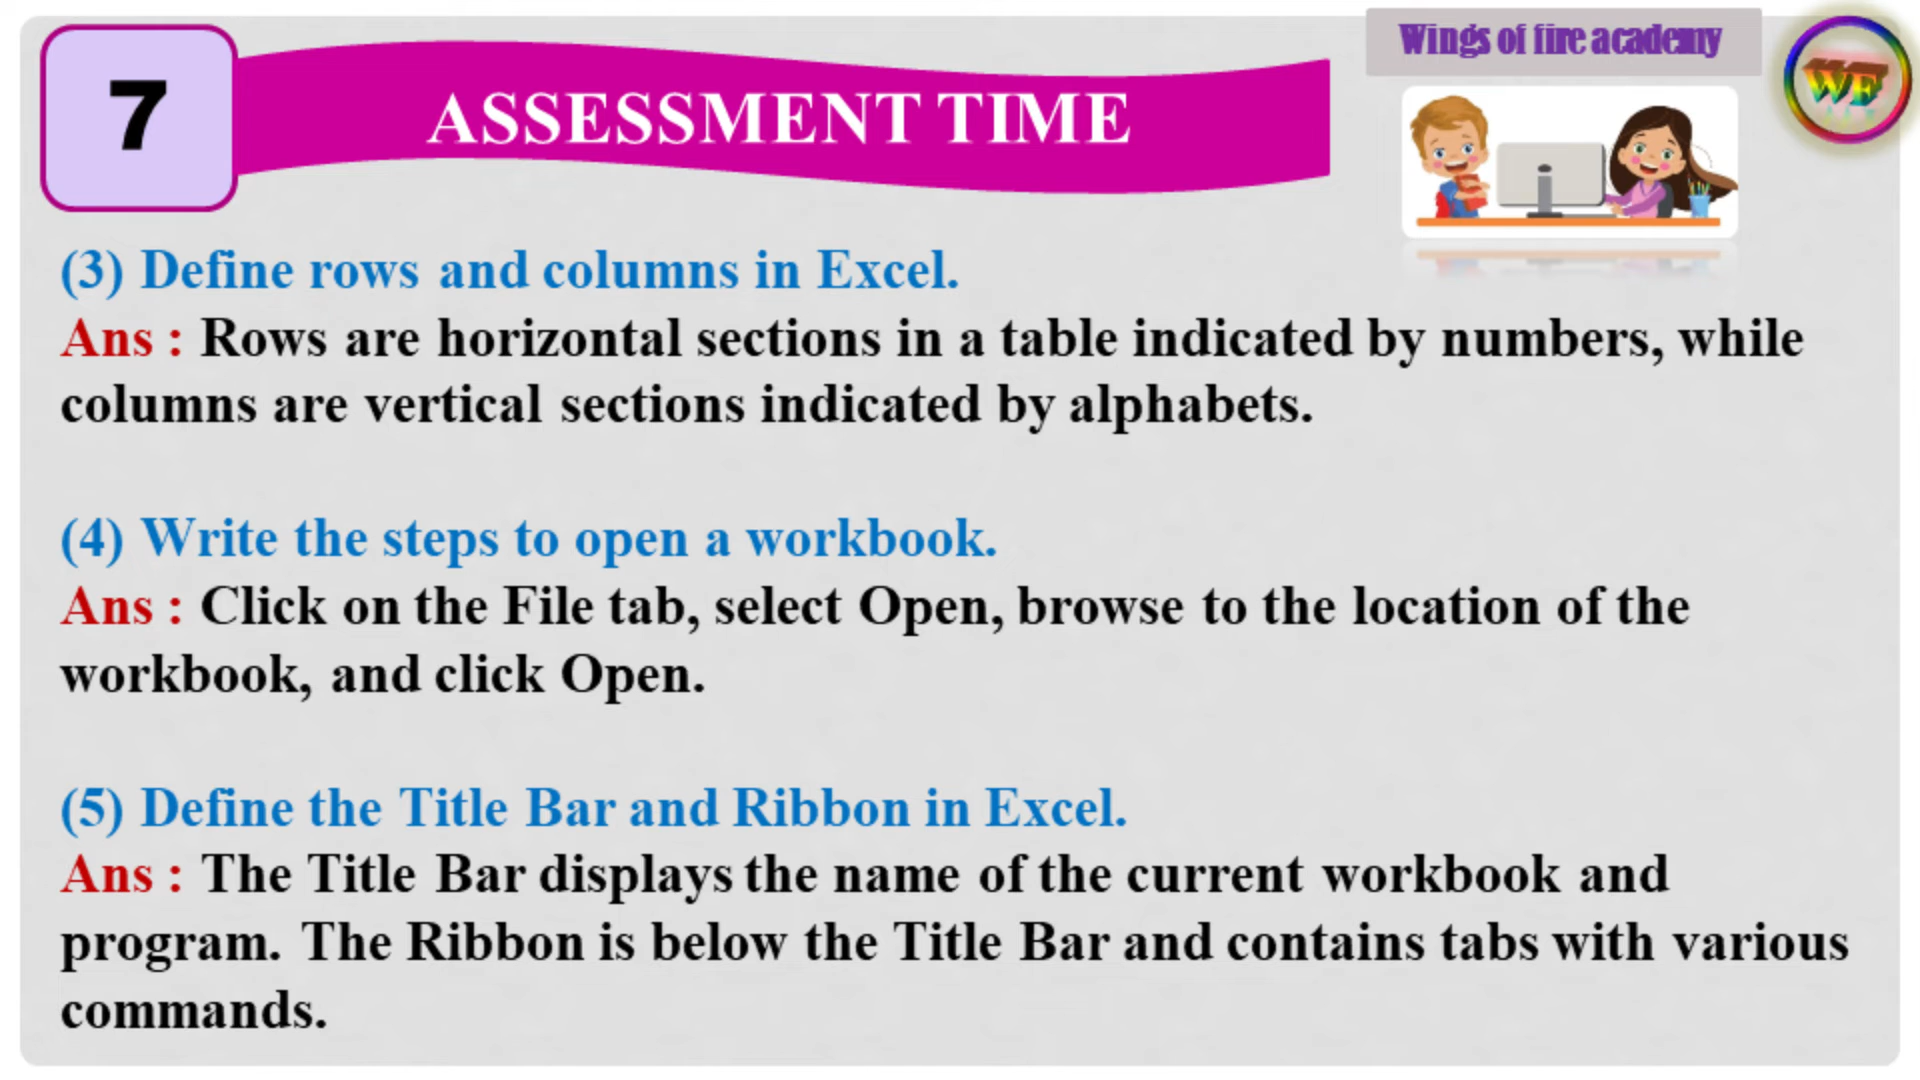 7
ASSESSMENT TIME
Wings of fire academy
WF
(3) Define rows and columns in Excel.
Ans : Rows are horizontal sections in a table indicated by numbers, while
columns are vertical sections indicated by alphabets.
(4) Write the steps to open a workbook.
Ans : Click on the File tab, select Open, browse to the location of the
workbook, and click Open.
(5) Define the Title Bar and Ribbon in Excel.
Ans : The Title Bar displays the name of the current workbook and
program. The Ribbon is below the Title Bar and contains tabs with various
commands.